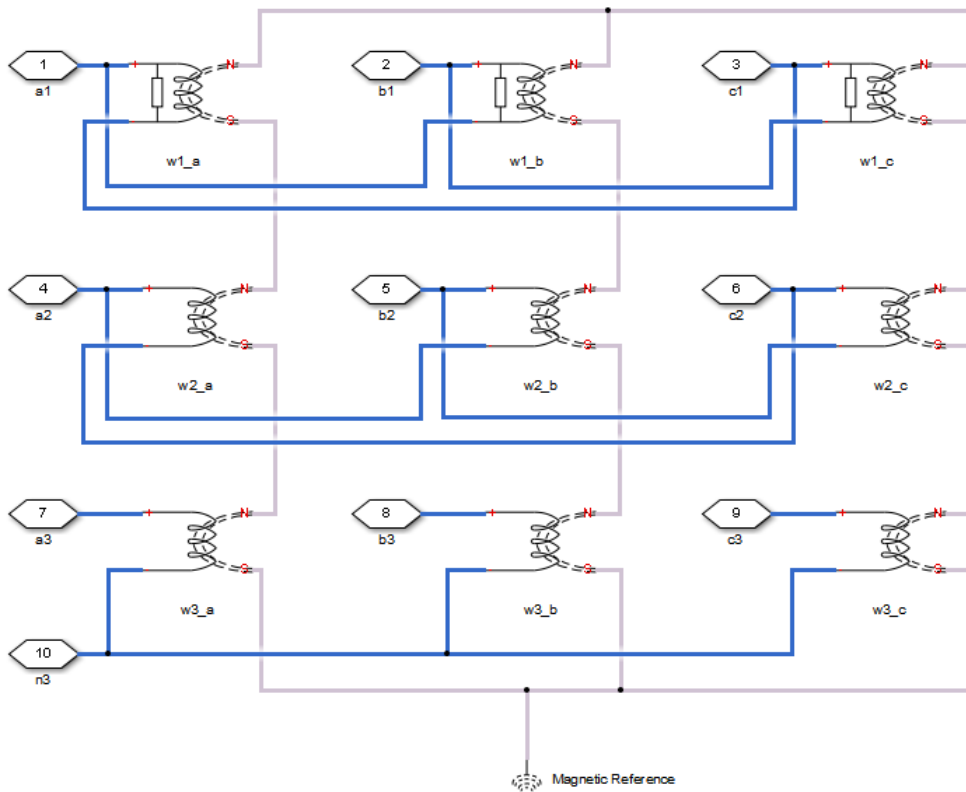 1 2 3
a1 b1 c1
+ N + N + N
S S S
w1_a w1_b w1_c
4 5 6
a2 b2 c2
+ N + N + N
S S S
w2_a w2_b w2_c
7 8 9
a3 b3 c3
+ N + N + N
S S S
w3_a w3_b w3_c
10
n3
Magnetic Reference